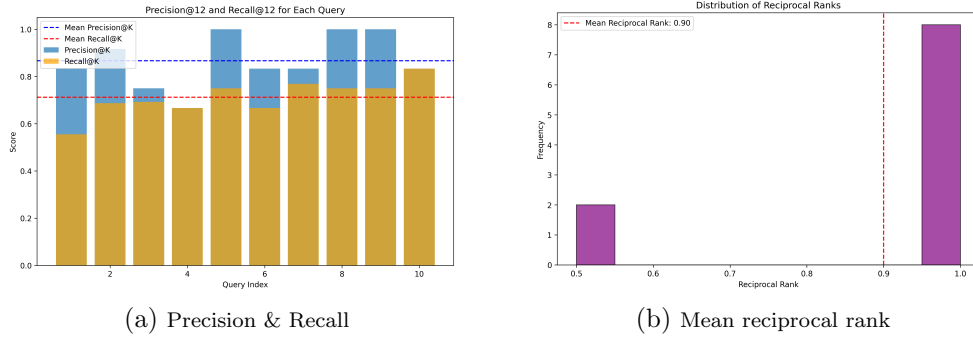 Precision@12 and Recall@12 for Each Query
Mean Precision@K
Mean Recall@K
Precision@K
Recall@K
Score
1.0
0.8
0.6
0.4
0.2
0.0
2
4
6
8
10
Query Index
(a) Precision & Recall
Distribution of Reciprocal Ranks
Mean Reciprocal Rank: 0.90
Frequency
8
7
6
5
4
3
2
1
0
0.5
0.6
0.7
0.8
0.9
1.0
Reciprocal Rank
(b) Mean reciprocal rank